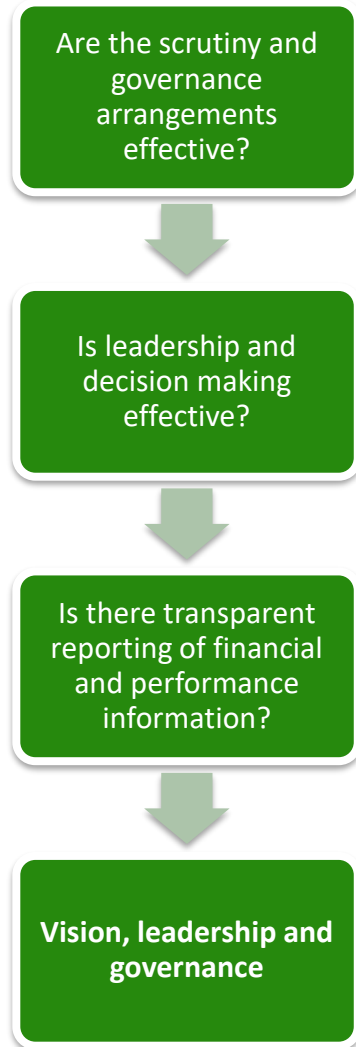 Are the scrutiny and
governance
arrangements
effective?
Is leadership and
decision making
effective?
Is there transparent
reporting of financial
and performance
information?
Vision, leadership and
governance